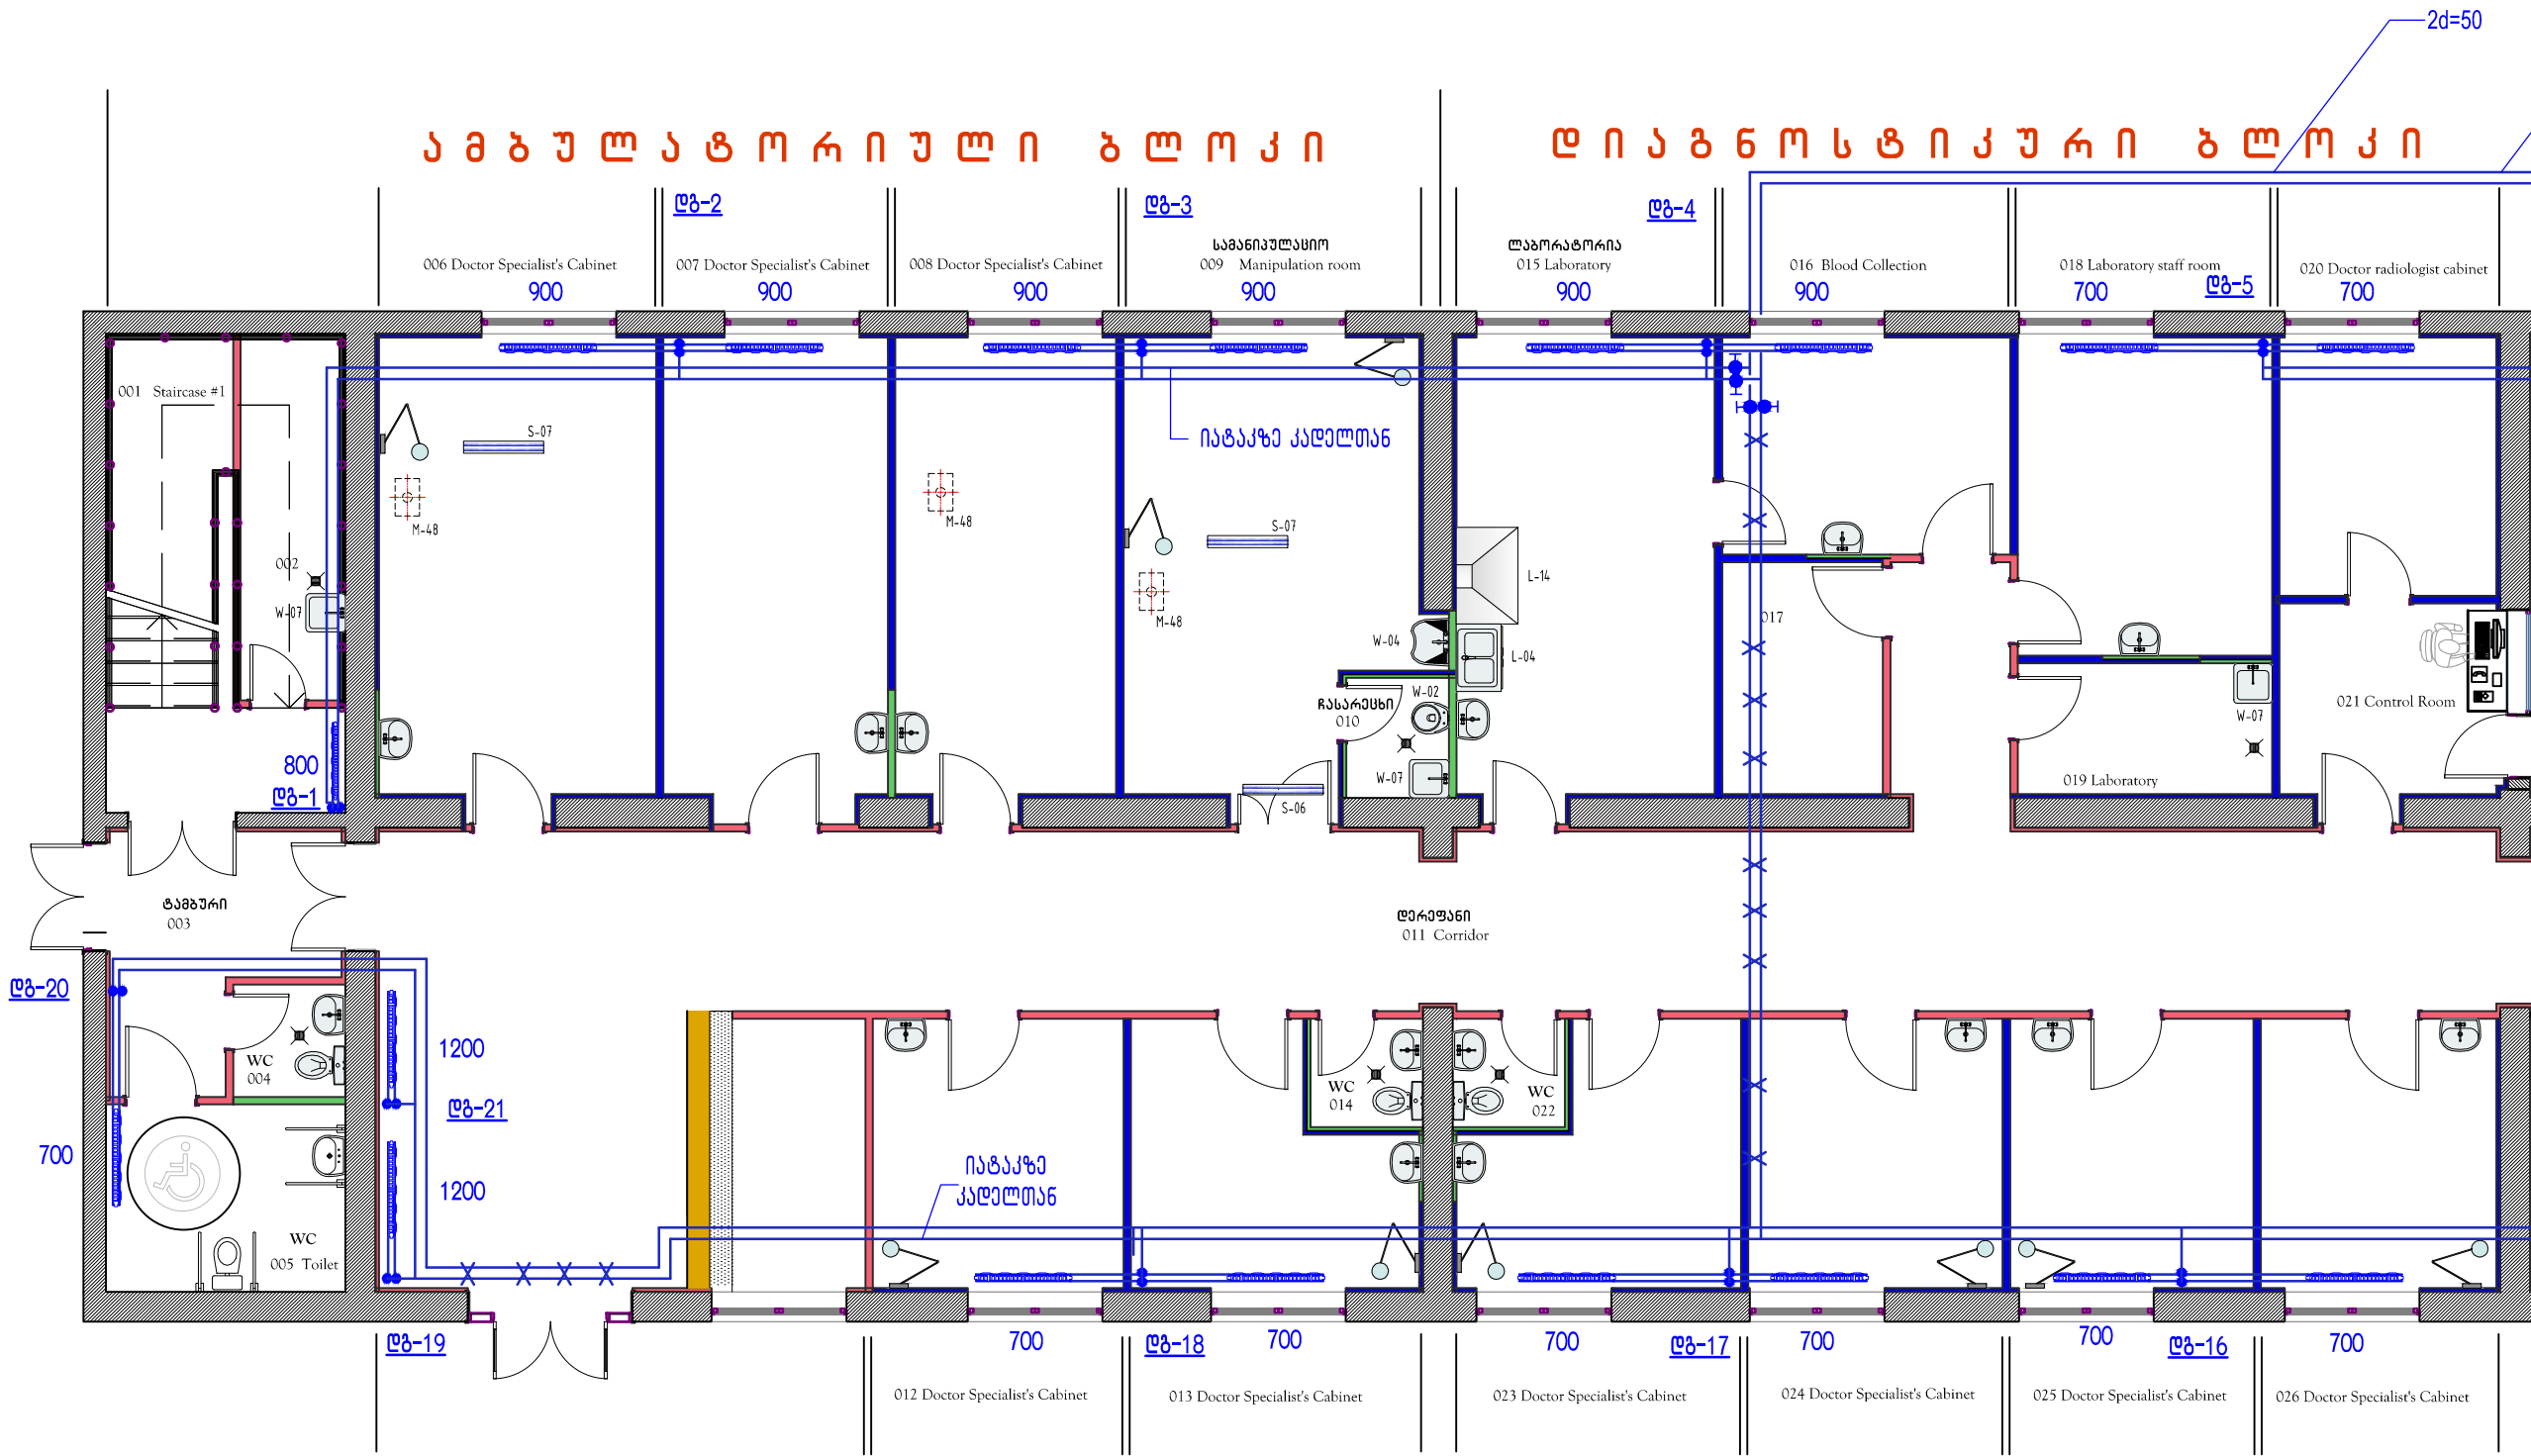 2d=50
ამბულატორიული ბლოკი
დიაგნოსტიკური ბლოკი
დგ-2
დგ-3
დგ-4
სამანიპულაციო
ლაბორატორია
006 Doctor Specialist's Cabinet
007 Doctor Specialist's Cabinet
008 Doctor Specialist's Cabinet
009 Manipulation room
015 Laboratory
016 Blood Collection
018 Laboratory staff room
020 Doctor radiologist cabinet
900
900
900
900
900
900
700
დგ-5
700
001 Staircase #1
S-07
იატაკზე კადელთან
M-48
M-48
S-07
002
W-07
M-48
L-14
017
W-04
L-04
W-02
ჩასარეცხი
010
021 Control Room
W-07
800
დგ-1
W-07
019 Laboratory
S-06
ტამბური
003
დერეფანი
011 Corridor
დგ-20
WC
004
1200
დგ-21
WC
014
WC
022
700
1200
იატაკზე
კადელთან
WC
005 Toilet
დგ-19
700
დგ-18
700
700
დგ-17
700
700
დგ-16
700
012 Doctor Specialist's Cabinet
013 Doctor Specialist's Cabinet
023 Doctor Specialist's Cabinet
024 Doctor Specialist's Cabinet
025 Doctor Specialist's Cabinet
026 Doctor Specialist's Cabinet